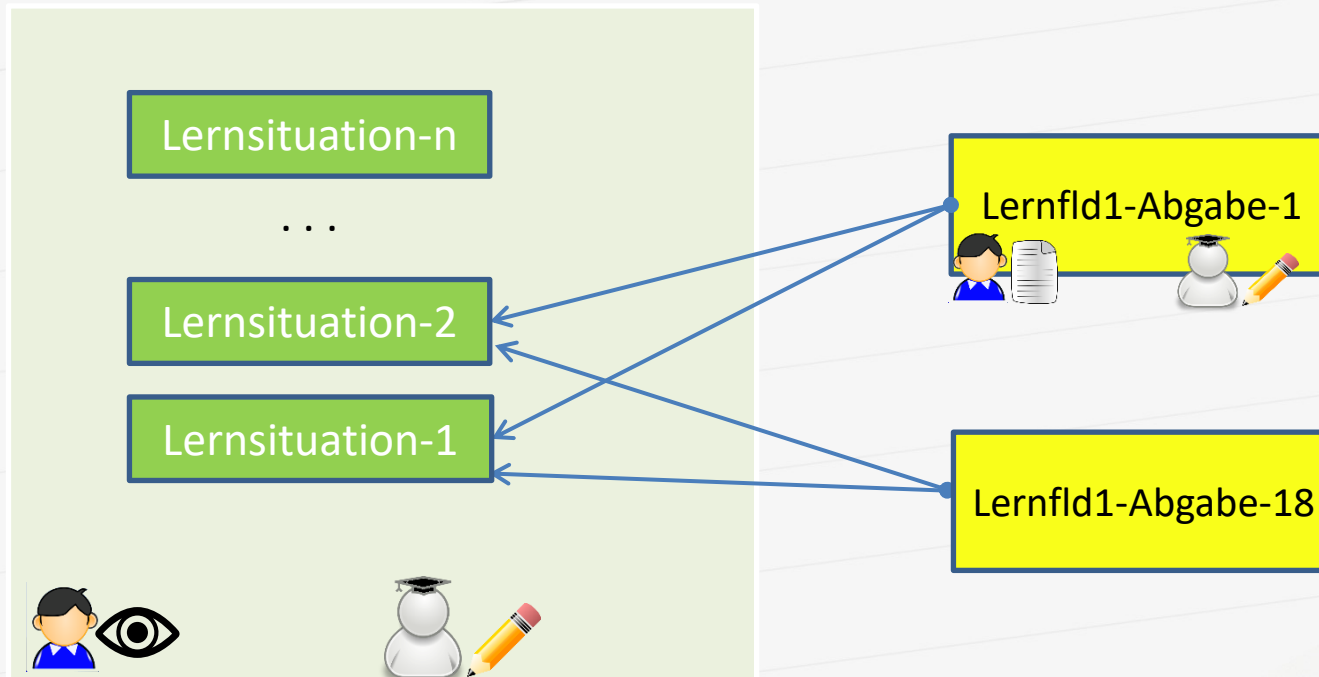 Lernsituation-n
. . .
Lernsituation-2
Lernsituation-1
Lernfld1-Abgabe-1
Lernfld1-Abgabe-18